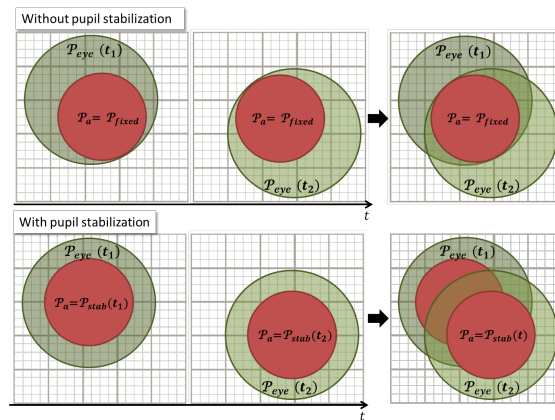 Without pupil stabilization
𝒫eye (t₁)
𝒫a= 𝒫fixed
𝒫a= 𝒫fixed
𝒫eye (t₂)
𝒫eye (t₁)
𝒫a= 𝒫fixed
𝒫eye (t₂)
t
With pupil stabilization
𝒫eye (t₁)
𝒫a=𝒫stab(t₁)
𝒫a=𝒫stab(t₂)
𝒫eye (t₂)
𝒫eye (t₁)
𝒫a=𝒫stab(t)
𝒫eye (t₂)
t